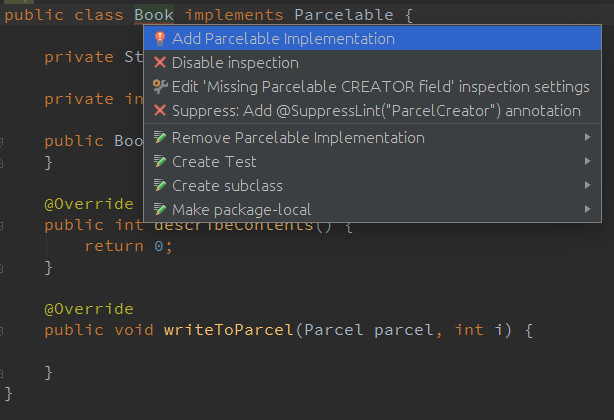 public class Book implements Parcelable {
Add Parcelable Implementation
private St
Disable inspection
Edit 'Missing Parcelable CREATOR field' inspection settings
private in
Suppress: Add @SuppressLint("ParcelCreator") annotation
public Boo
Remove Parcelable Implementation
}
Create Test
Create subclass
@Override
Make package-local
public int describeContents() {
return 0;
}
@Override
public void writeToParcel(Parcel parcel, int i) {
}
}